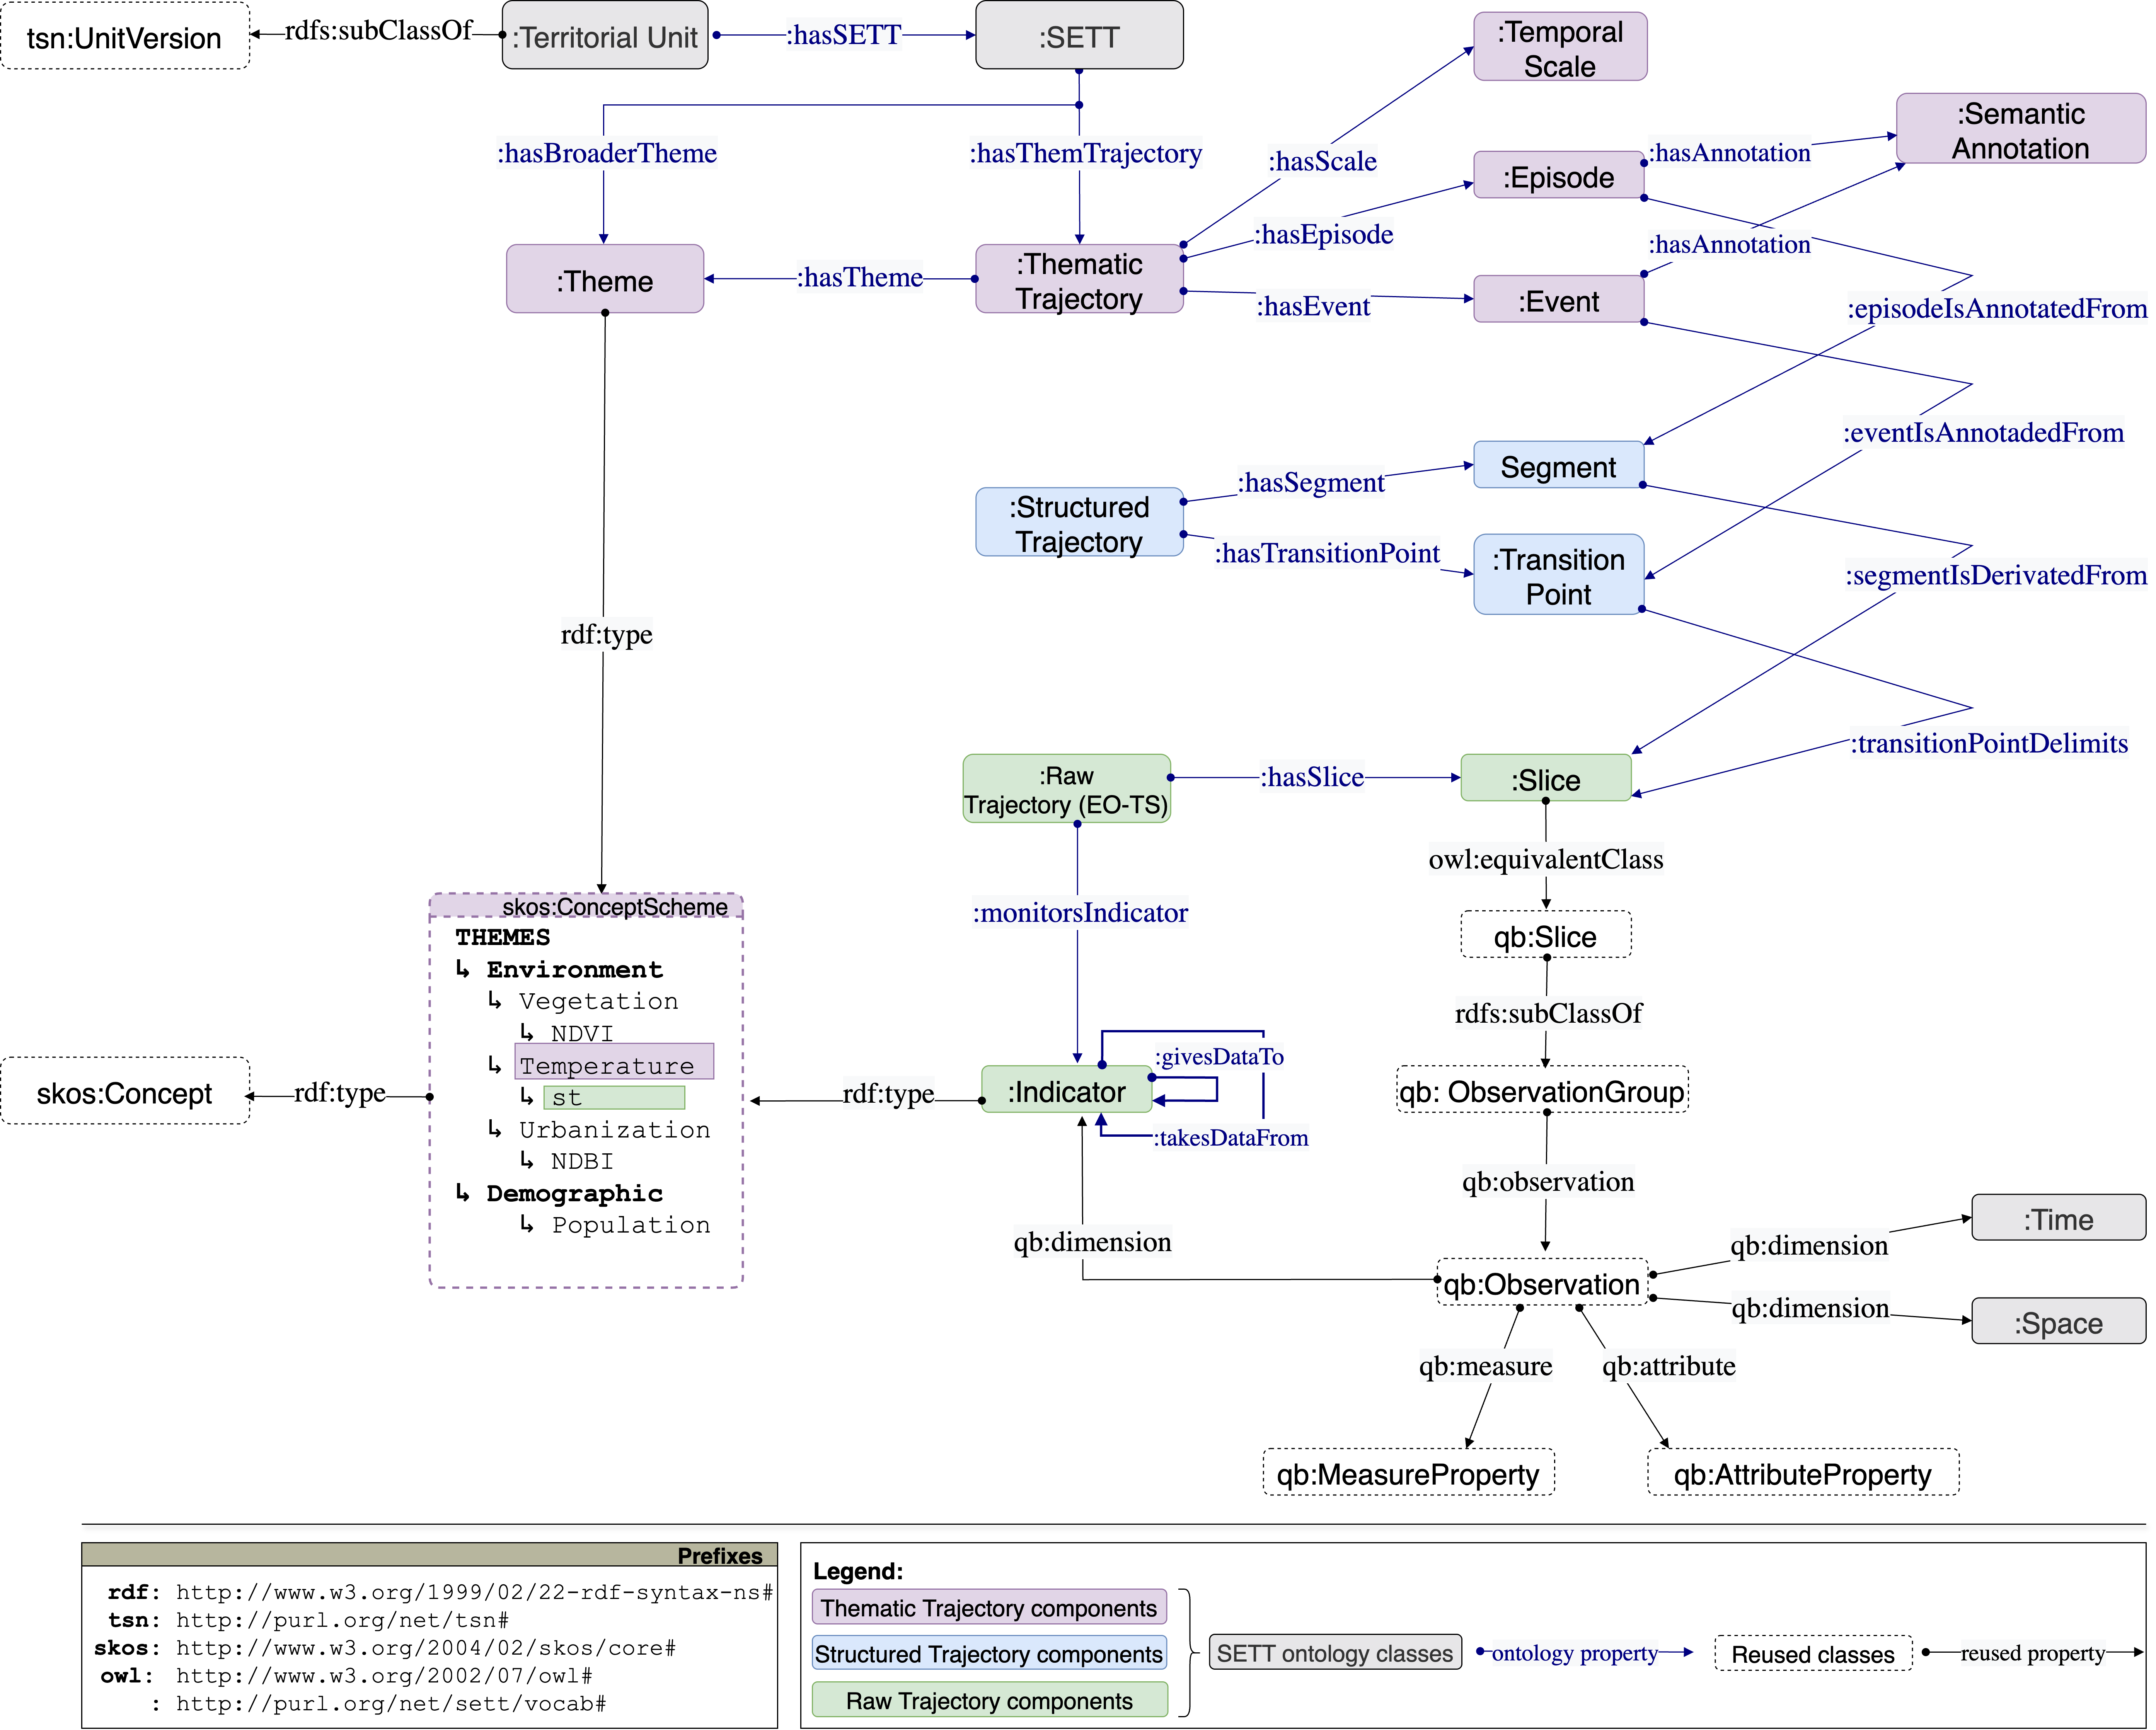 tsn:UnitVersion
rdfs:subClassOf
:Territorial Unit
:hasSETT
:SETT
:Temporal
Scale
:Semantic
Annotation
:hasBroaderTheme
:hasThemTrajectory
:hasScale
:Episode
:hasAnnotation
:hasEpisode
:hasAnnotation
:Theme
:hasTheme
:Thematic
Trajectory
:hasEvent
:Event
:episodeIsAnnotatedFrom
:eventIsAnnotadedFrom
:hasSegment
Segment
:Structured
Trajectory
:hasTransitionPoint
:Transition
Point
:segmentIsDerivatedFrom
rdf:type
:transitionPointDelimits
:Raw
Trajectory (EO-TS)
:hasSlice
:Slice
owl:equivalentClass
:monitorsIndicator
qb:Slice
rdfs:subClassOf
skos:ConceptScheme
THEMES
↳ Environment
↳ Vegetation
↳ NDVI
↳ Temperature
↳ st
↳ Urbanization
↳ NDBI
↳ Demographic
↳ Population
skos:Concept
rdf:type
rdf:type
:Indicator
:givesDataTo
:takesDataFrom
qb: ObservationGroup
qb:observation
qb:dimension
qb:Observation
qb:dimension
:Time
qb:dimension
:Space
qb:measure
qb:attribute
qb:MeasureProperty
qb:AttributeProperty
Prefixes
rdf: http://www.w3.org/1999/02/22-rdf-syntax-ns#
tsn: http://purl.org/net/tsn#
skos: http://www.w3.org/2004/02/skos/core#
owl: http://www.w3.org/2002/07/owl#
: http://purl.org/net/sett/vocab#
Legend:
Thematic Trajectory components
Structured Trajectory components
Raw Trajectory components
SETT ontology classes
ontology property
Reused classes
reused property